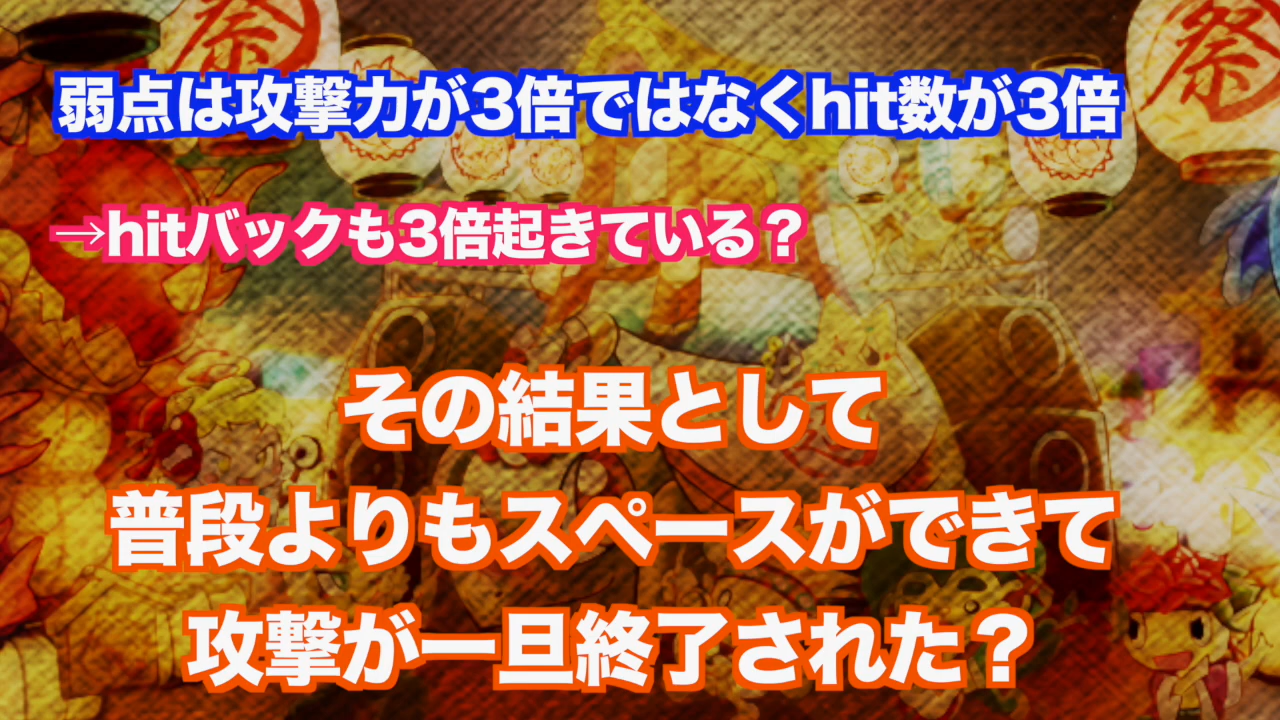 祭
祭
弱点は攻撃力が3倍ではなくhit数が3倍
→hitバックも3倍起きている？
その結果として
普段よりもスペースができて
攻撃が一旦終了された？